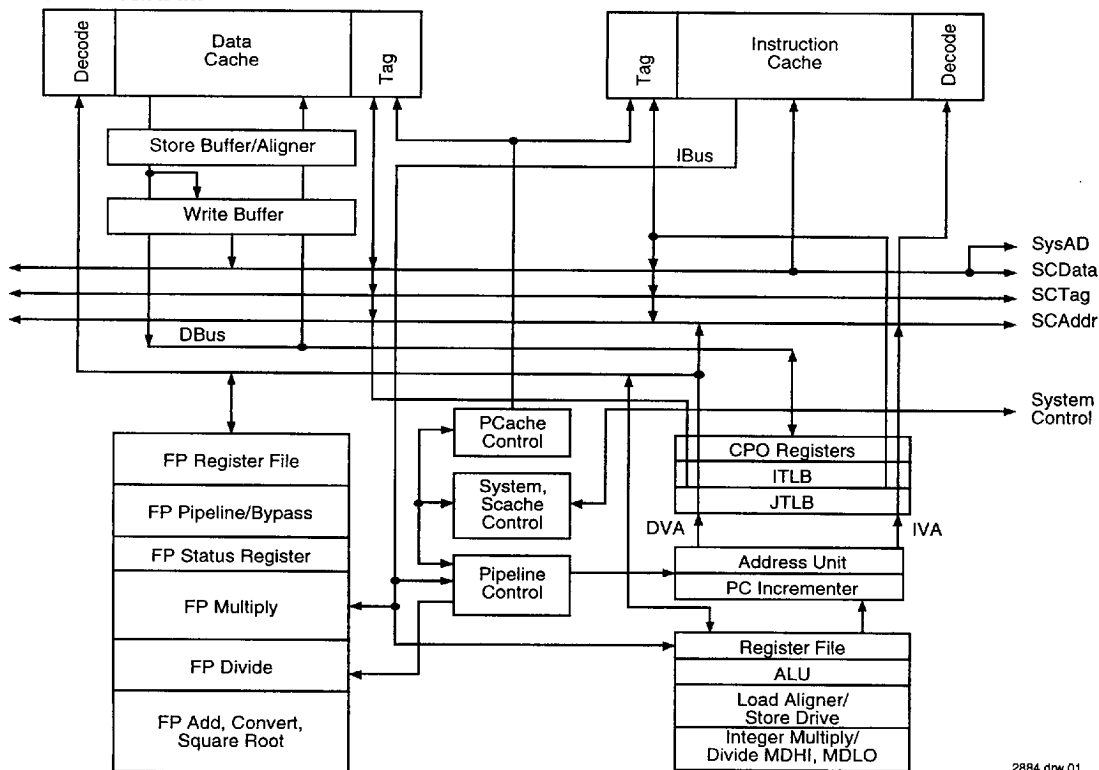 Decode
Data
Cache
Tag
Tag
Instruction
Cache
Decode
Store Buffer/Aligner
IBus
Write Buffer
SysAD
SCData
SCTag
SCAddr
DBus
System
Control
PCache
Control
CPO Registers
FP Register File
ITLB
System,
Scache
Control
JTLB
FP Pipeline/Bypass
DVA
IVA
FP Status Register
Address Unit
Pipeline
Control
PC Incrementer
FP Multiply
Register File
FP Divide
ALU
Load Aligner/
Store Drive
FP Add, Convert,
Square Root
Integer Multiply/
Divide MDHI, MDLO
2884 drw 01